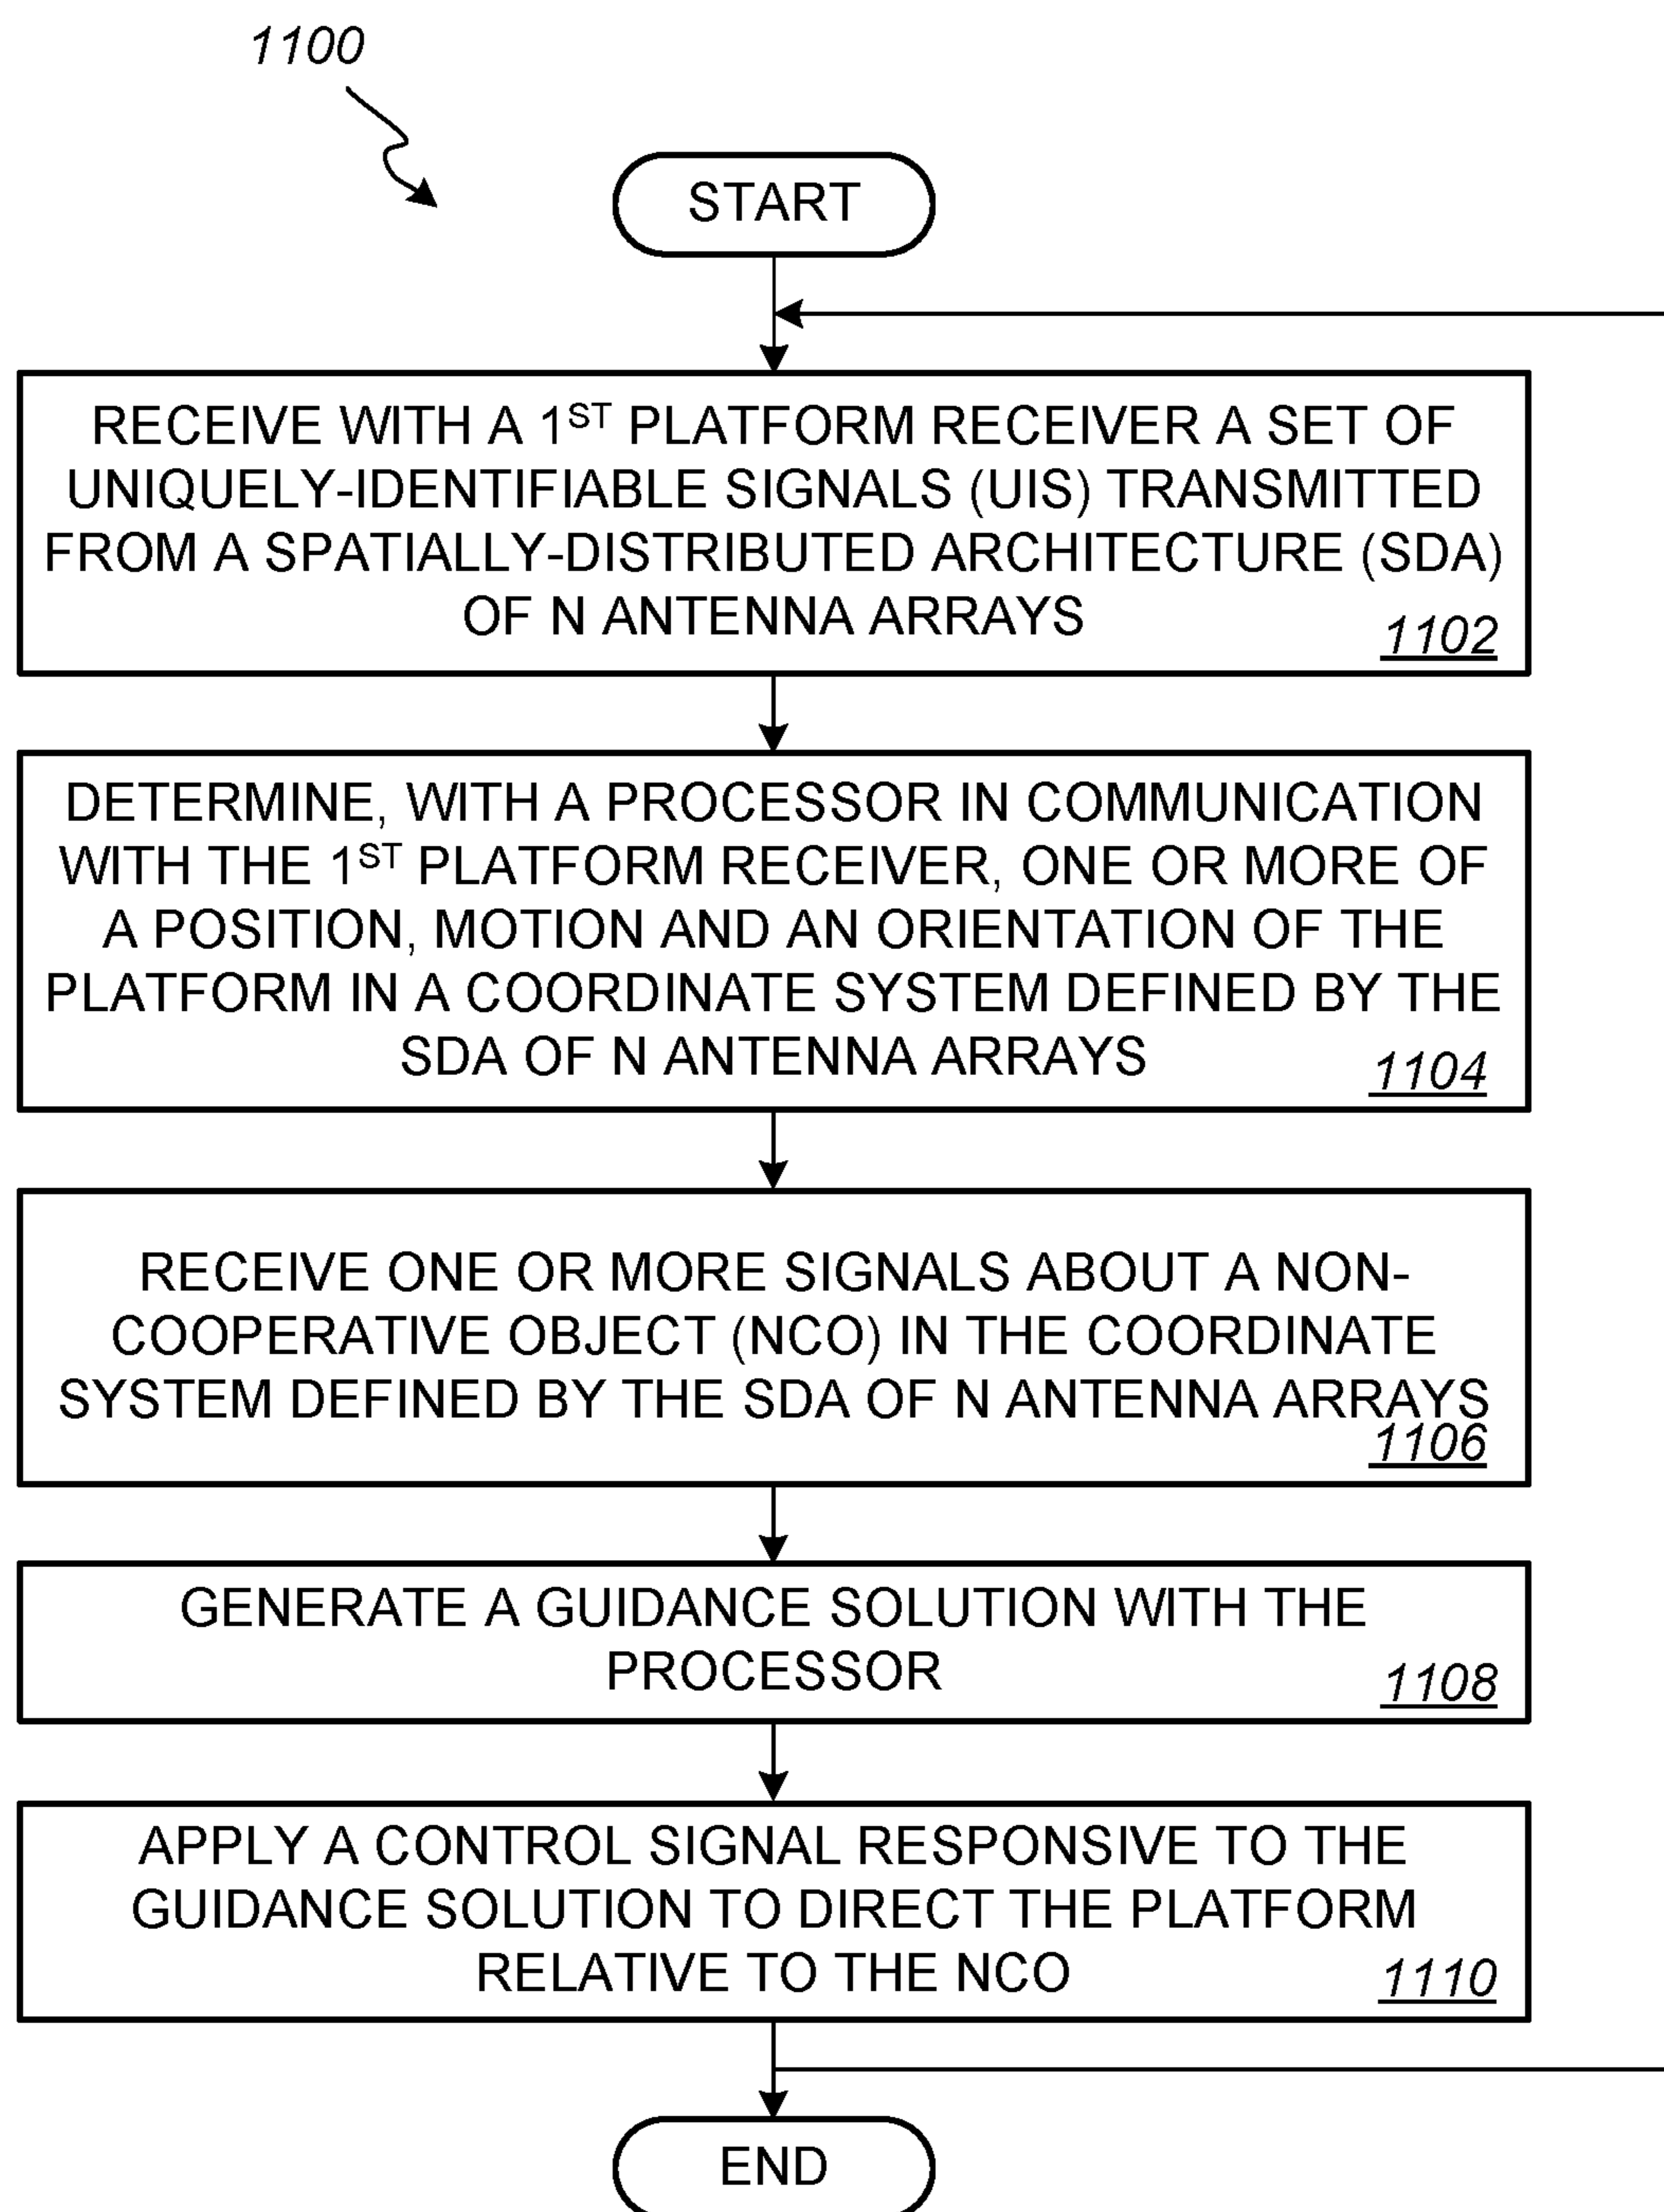 1100
START
RECEIVE WITH A 1ST PLATFORM RECEIVER A SET OF
UNIQUELY-IDENTIFIABLE SIGNALS (UIS) TRANSMITTED
FROM A SPATIALLY-DISTRIBUTED ARCHITECTURE (SDA)
OF N ANTENNA ARRAYS
1102
DETERMINE, WITH A PROCESSOR IN COMMUNICATION
WITH THE 1ST PLATFORM RECEIVER, ONE OR MORE OF
A POSITION, MOTION AND AN ORIENTATION OF THE
PLATFORM IN A COORDINATE SYSTEM DEFINED BY THE
SDA OF N ANTENNA ARRAYS
1104
RECEIVE ONE OR MORE SIGNALS ABOUT A NON-
COOPERATIVE OBJECT (NCO) IN THE COORDINATE
SYSTEM DEFINED BY THE SDA OF N ANTENNA ARRAYS
1106
GENERATE A GUIDANCE SOLUTION WITH THE
PROCESSOR
1108
APPLY A CONTROL SIGNAL RESPONSIVE TO THE
GUIDANCE SOLUTION TO DIRECT THE PLATFORM
RELATIVE TO THE NCO
1110
END